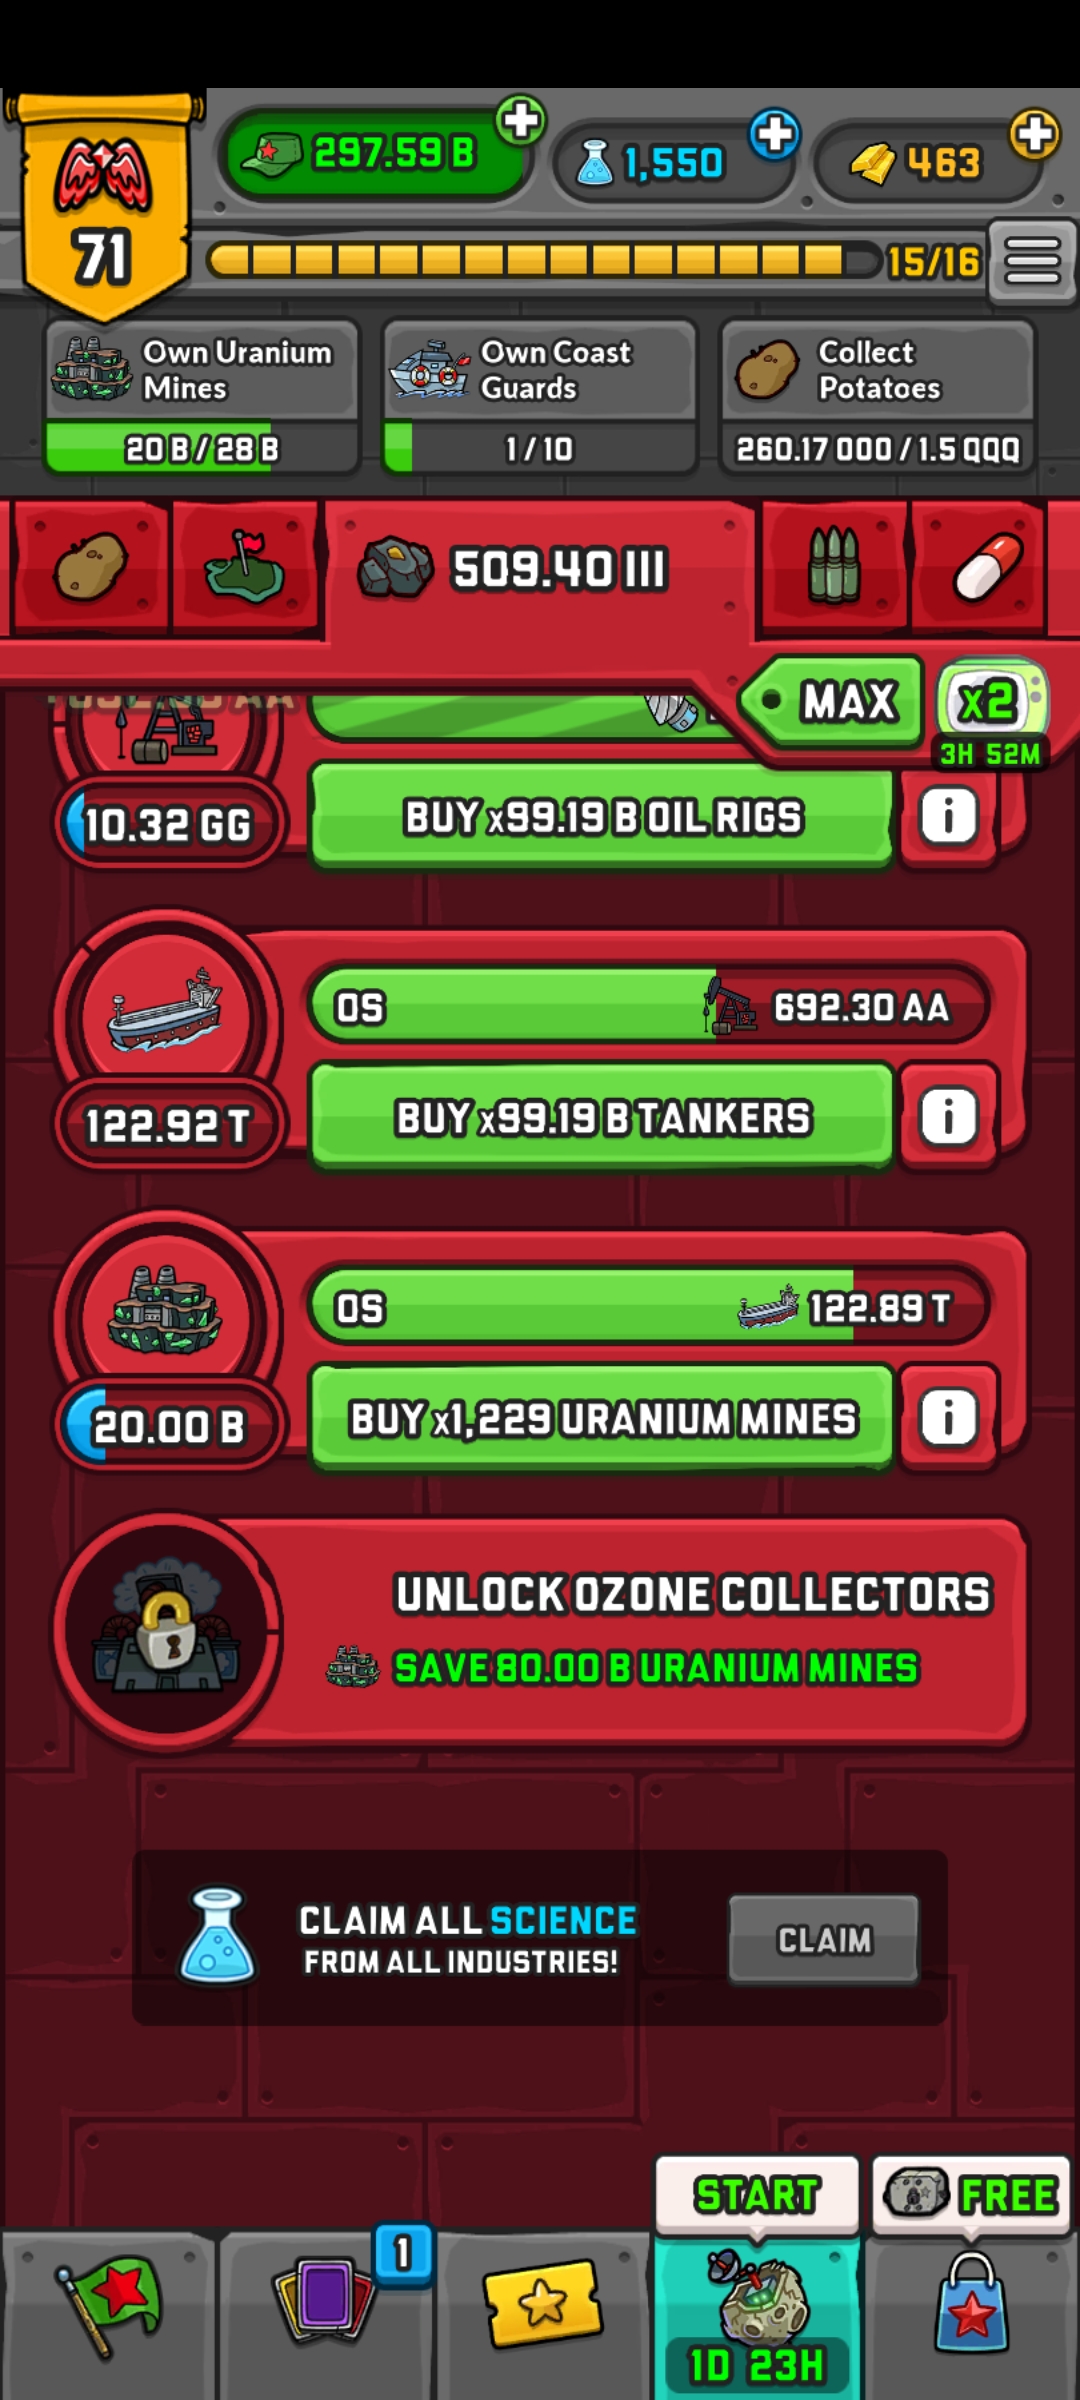 297.59 B
1,550
463
71
15/16
Own Uranium
Mines
20 B / 28 B
Own Coast
Guards
1 / 10
Collect
Potatoes
260.17 OOO / 1.5 QQQ
509.40 III
MAX
x2
3H 52M
10.32 GG
BUY x99.19 B OIL RIGS
i
0S
692.30 AA
122.92 T
BUY x99.19 B TANKERS
i
0S
122.89 T
20.00 B
BUY x1,229 URANIUM MINES
i
UNLOCK OZONE COLLECTORS
SAVE 80.00 B URANIUM MINES
CLAIM ALL SCIENCE
FROM ALL INDUSTRIES!
CLAIM
START
FREE
1
1D 23H